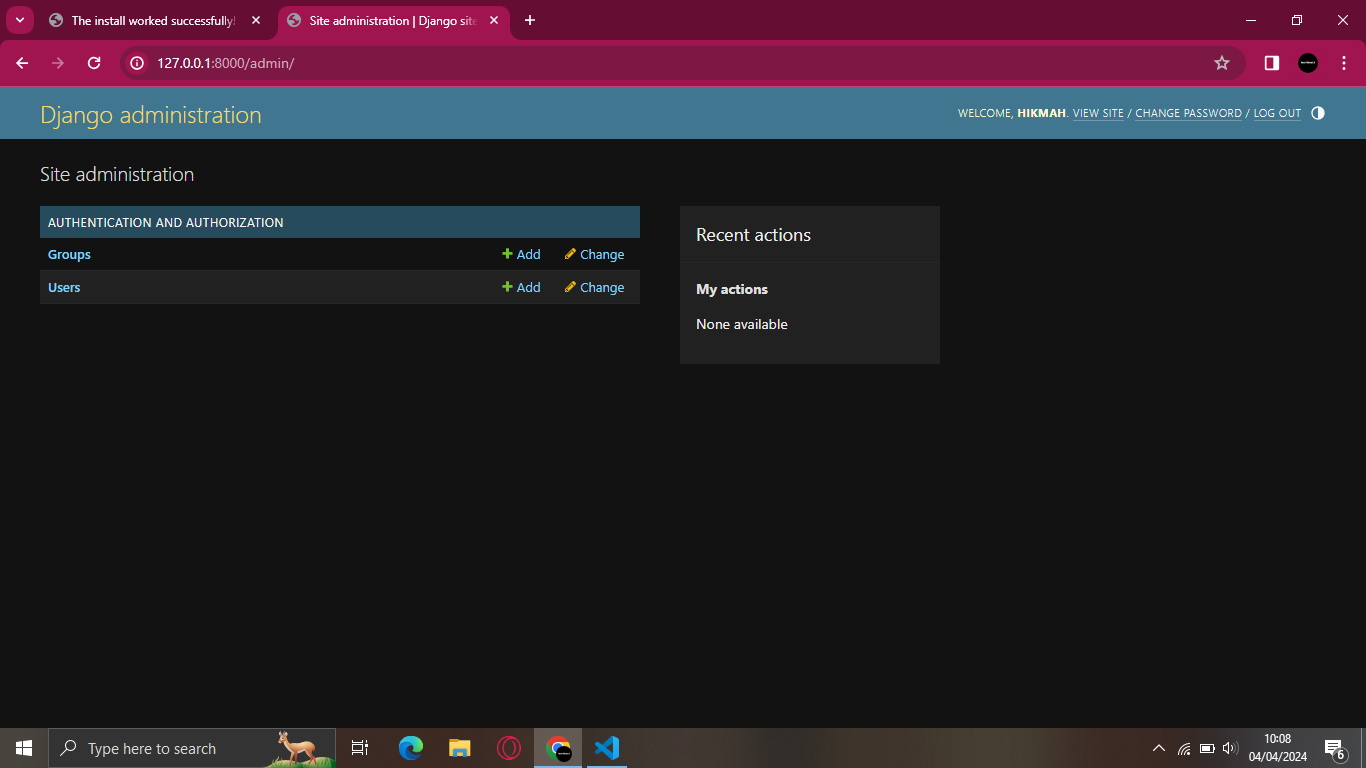 The install worked successfully!
Site administration | Django site
127.0.0.1:8000/admin/
Django administration
WELCOME, HIKMAH. VIEW SITE / CHANGE PASSWORD / LOG OUT
Site administration
AUTHENTICATION AND AUTHORIZATION
Groups Add Change
Users Add Change
Recent actions
My actions
None available
Type here to search
10:08
04/04/2024
6